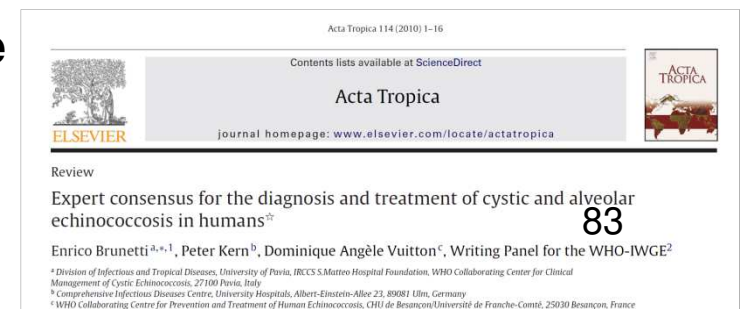 e
Acta Tropica 114 (2010) 1–16
Contents lists available at ScienceDirect
ACTA
TROPICA
Acta Tropica
ELSEVIER
journal homepage: www.elsevier.com/locate/actatropica
Review
Expert consensus for the diagnosis and treatment of cystic and alveolar
echinococcosis in humans☆
83
Enrico Brunetti a,∗,1, Peter Kern b, Dominique Angèle Vuitton c, Writing Panel for the WHO-IWGE2
a Division of Infectious and Tropical Diseases, University of Pavia, IRCCS S.Matteo Hospital Foundation, WHO Collaborating Center for Clinical
Management of Cystic Echinococcosis, 27100 Pavia, Italy
b Comprehensive Infectious Diseases Centre, University Hospitals, Albert-Einstein-Allee 23, 89081 Ulm, Germany
c WHO Collaborating Centre for Prevention and Treatment of Human Echinococcosis, CHU de Besançon/Université de Franche-Comté, 25030 Besançon, France